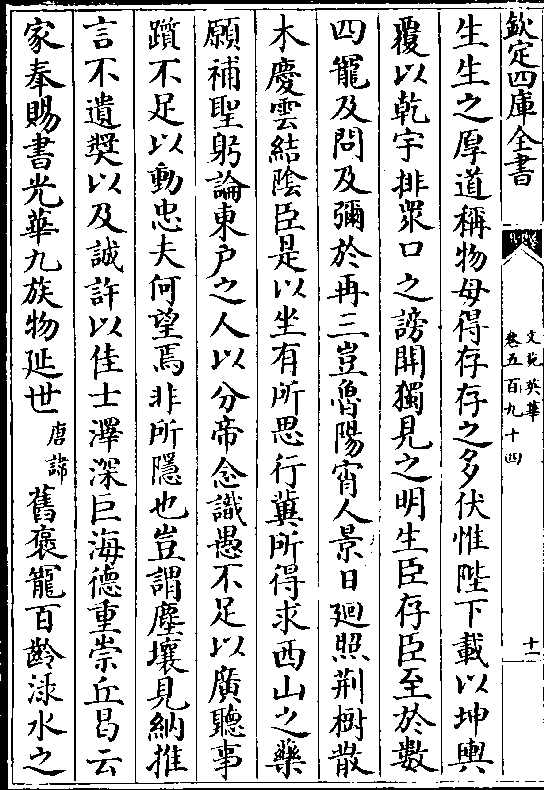 欽定四庫全書
文苑英華
卷五百九十四
十一
生生之厚道稱物母得存存之多伏惟陛下載以坤輿
覆以乾宇排衆口之謗開獨見之明生臣存臣至於數
四寵及問及彌於再三豈魯陽宵人景日廻照荆樹散
木慶雲結陰臣是以坐有所思行冀所得求西山之藥
願補聖躬論東户之人以分帝念識愚不足以廣聽事
躓不足以動忠夫何望焉非所隱也豈謂塵壤見納推
言不遺奬以及誠許以佳士澤深巨海德重崇丘曷云
家奉賜書光華九族物延世唐諱舊褒寵百齡渌水之